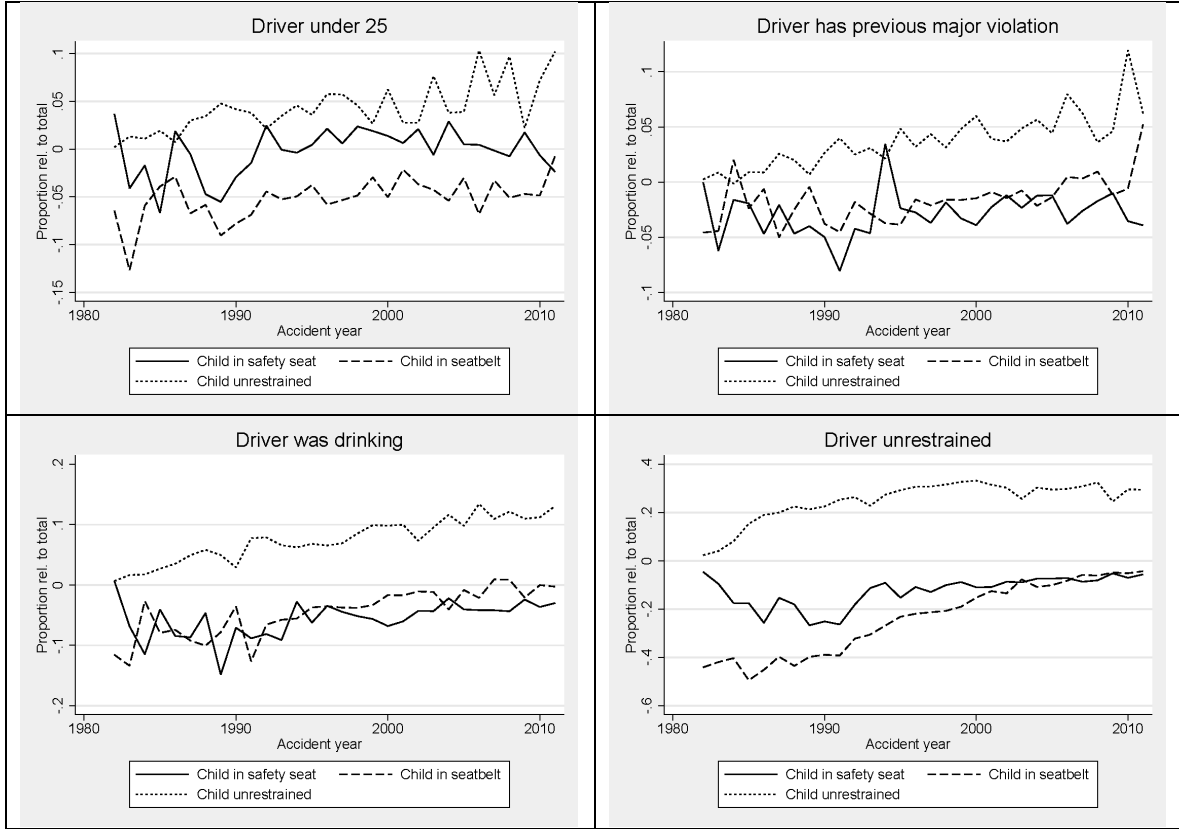 Driver under 25
Proportion rel. to total
.1
.05
0
-.05
-.1
-.15
1980 1990 2000 2010
Accident year
Child in safety seat Child in seatbelt
Child unrestrained
Driver has previous major violation
Proportion rel. to total
.1
.05
0
-.05
-.1
1980 1990 2000 2010
Accident year
Child in safety seat Child in seatbelt
Child unrestrained
Driver was drinking
Proportion rel. to total
.2
.1
0
-.1
-.2
1980 1990 2000 2010
Accident year
Child in safety seat Child in seatbelt
Child unrestrained
Driver unrestrained
Proportion rel. to total
.4
.2
0
-.2
-.4
-.6
1980 1990 2000 2010
Accident year
Child in safety seat Child in seatbelt
Child unrestrained